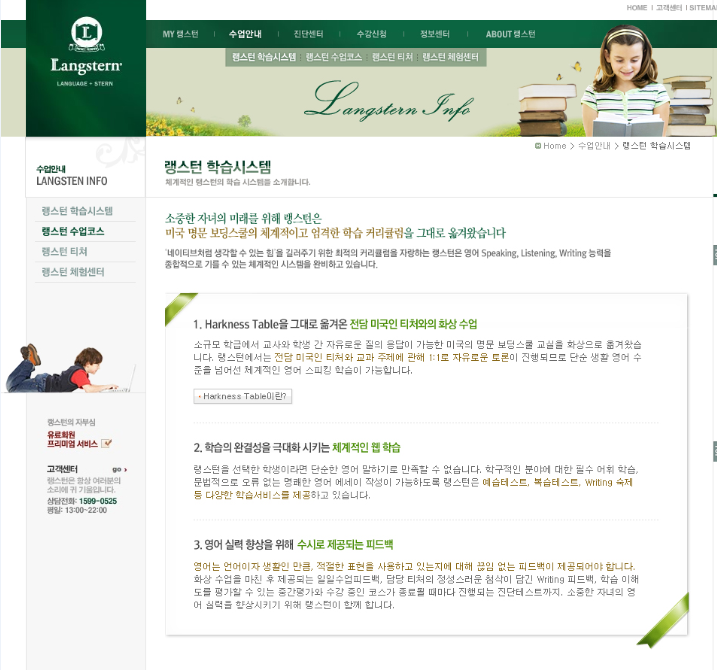 HOME | 고객센터 | SITEMA
Langstern
LANGUAGE + STERN
MY 랭스턴 | 수업안내 | 진단센터 | 수강신청 | 정보센터 | ABOUT 랭스턴
랭스턴 학습시스템 | 랭스턴 수업코스 | 랭스턴 티쳐 | 랭스턴 체험센터
Langstern Info
Home > 수업안내 > 랭스턴 학습시스템
수업안내
LANGSTEN INFO
랭스턴 학습시스템
랭스턴 수업코스
랭스턴 티쳐
랭스턴 체험센터
랭스턴의 자부심
유료회원
프리미엄 서비스
고객센터 go
랭스턴은 항상 여러분의
소리에 귀 기울입니다.
상담전화: 1599-0525
평일: 13:00~22:00
랭스턴 학습시스템
체계적인 랭스턴의 학습 시스템을 소개합니다.
소중한 자녀의 미래를 위해 랭스턴은
미국 명문 보딩스쿨의 체계적이고 엄격한 학습 커리큘럼을 그대로 옮겨왔습니다
'네이티브처럼 생각할 수 있는 힘'을 길러주기 위한 최적의 커리큘럼을 자랑하는 랭스턴은 영어 Speaking, Listening, Writing 능력을
종합적으로 기를 수 있는 체계적인 시스템을 완비하고 있습니다.
1. Harkness Table을 그대로 옮겨온 전담 미국인 티쳐와의 화상 수업
소규모 학급에서 교사와 학생 간 자유로운 질의 응답이 가능한 미국의 명문 보딩스쿨 교실을 화상으로 옮겨왔습
니다. 랭스턴에서는 전담 미국인 티쳐와 교과 주제에 관해 1:1로 자유로운 토론이 진행되므로 단순 생활 영어 수
준을 넘어선 체계적인 영어 스피킹 학습이 가능합니다.
Harkness Table이란?
2. 학습의 완결성을 극대화 시키는 체계적인 웹 학습
랭스턴을 선택한 학생이라면 단순한 영어 말하기로 만족할 수 없습니다. 학구적인 분야에 대한 필수 어휘 학습,
문법적으로 오류 없는 명쾌한 영어 에세이 작성이 가능하도록 랭스턴은 예습테스트, 복습테스트, Writing 숙제
등 다양한 학습서비스를 제공하고 있습니다.
3. 영어 실력 향상을 위해 수시로 제공되는 피드백
영어는 언어이자 생활인 만큼, 적절한 표현을 사용하고 있는지에 대해 끊임 없는 피드백이 제공되어야 합니다.
화상 수업을 마친 후 제공되는 일일수업피드백, 담당 티쳐의 정성스러운 첨삭이 담긴 Writing 피드백, 학습 이해
도를 평가할 수 있는 중간평가와 수강 중인 코스가 종료될 때마다 진행되는 진단테스트까지. 소중한 자녀의 영
어 실력을 향상시키기 위해 랭스턴이 함께 합니다.